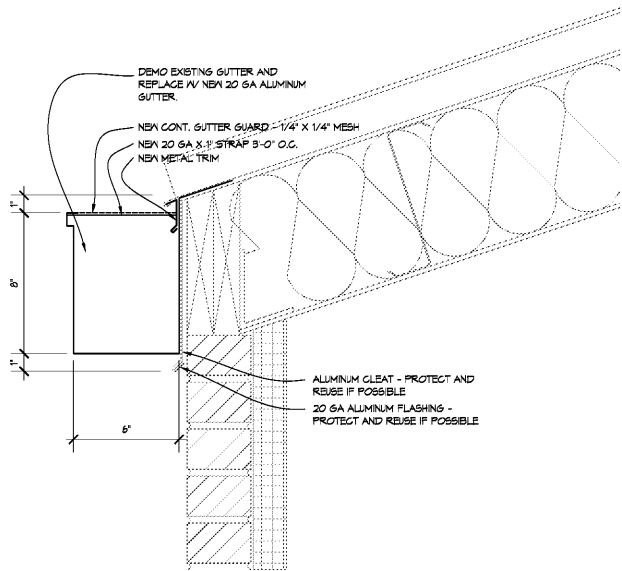 DEMO EXISTING GUTTER AND
REPLACE W/ NEW 20 GA ALUMINUM
GUTTER.
NEW CONT. GUTTER GUARD - 1/4" X 1/4" MESH
NEW 20 GA X 1" STRAP 3'-0" O.C.
NEW METAL TRIM
1"
8"
1"
6"
ALUMINUM CLEAT - PROTECT AND
REUSE IF POSSIBLE
20 GA ALUMINUM FLASHING -
PROTECT AND REUSE IF POSSIBLE